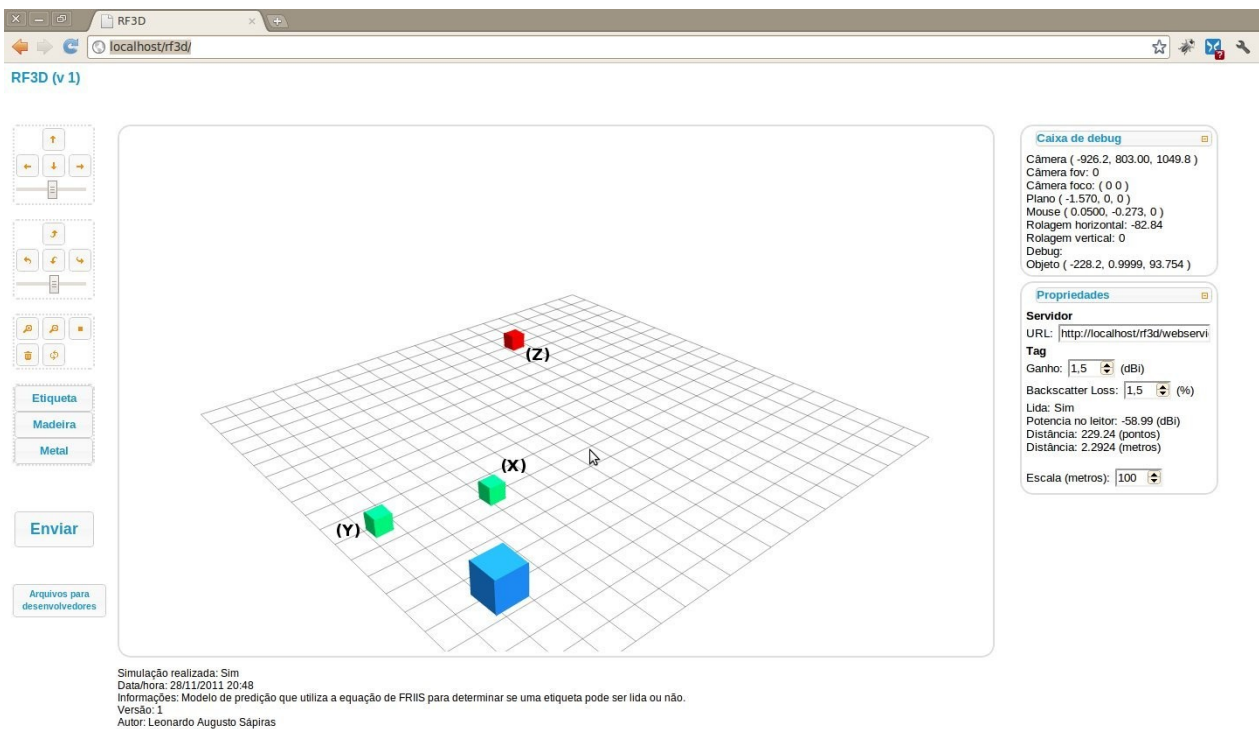 RF3D
localhost/rf3d/
RF3D (v 1)
Etiqueta
Madeira
Metal
Enviar
Arquivos para
desenvolvedores
(Z)
(X)
(Y)
Caixa de debug
Câmera ( -926.2, 803.00, 1049.8 )
Câmera fov: 0
Câmera foco: ( 0 0 )
Plano ( -1.570, 0, 0 )
Mouse ( 0.0500, -0.273, 0 )
Rolagem horizontal: -82.84
Rolagem vertical: 0
Debug:
Objeto ( -228.2, 0.9999, 93.754 )
Propriedades
Servidor
URL: http://localhost/rf3d/webservi
Tag
Ganho: 1,5 (dBi)
Backscatter Loss: 1,5 (%)
Lida: Sim
Potencia no leitor: -58.99 (dBi)
Distância: 229.24 (pontos)
Distância: 2.2924 (metros)
Escala (metros): 100
Simulação realizada: Sim
Data/hora: 28/11/2011 20:48
Informações: Modelo de predição que utiliza a equação de FRIIS para determinar se uma etiqueta pode ser lida ou não.
Versão: 1
Autor: Leonardo Augusto Sápiras